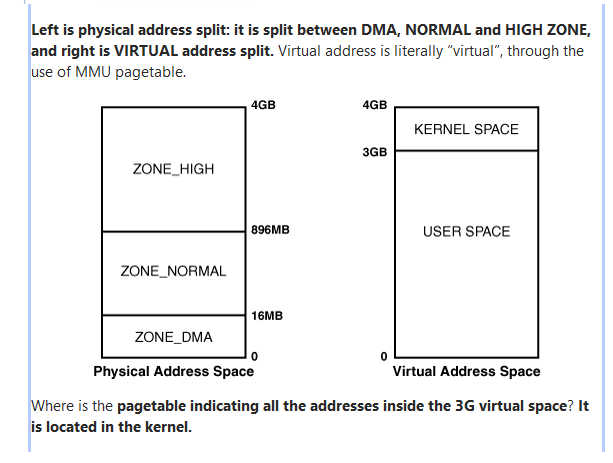 Left is physical address split: it is split between DMA, NORMAL and HIGH ZONE,
and right is VIRTUAL address split. Virtual address is literally “virtual”, through the
use of MMU pagetable.
4GB
ZONE_HIGH
896MB
ZONE_NORMAL
16MB
ZONE_DMA
0
Physical Address Space
4GB
KERNEL SPACE
3GB
USER SPACE
0
Virtual Address Space
Where is the pagetable indicating all the addresses inside the 3G virtual space? It
is located in the kernel.